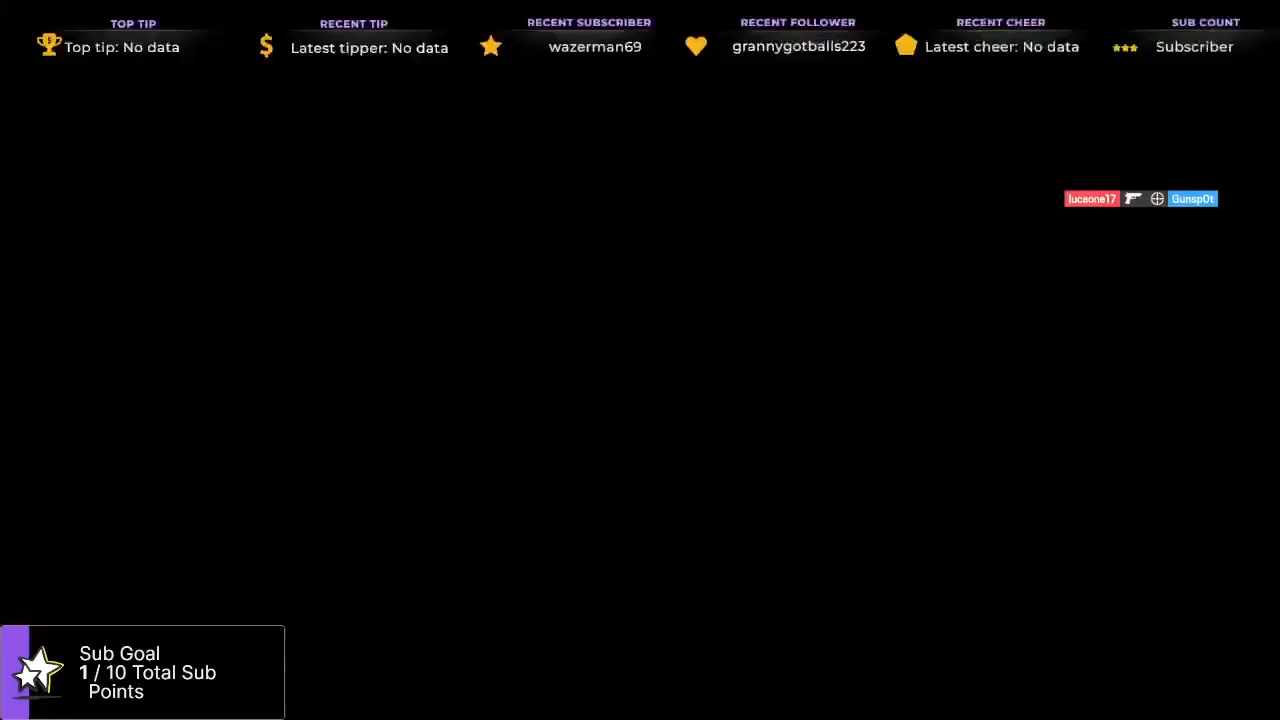 TOP TIP
Top tip: No data
RECENT TIP
Latest tipper: No data
RECENT SUBSCRIBER
wazerman69
RECENT FOLLOWER
grannygotballs223
RECENT CHEER
Latest cheer: No data
SUB COUNT
Subscriber
lucaone17 Gunsp0t
Sub Goal
1 / 10 Total Sub
Points